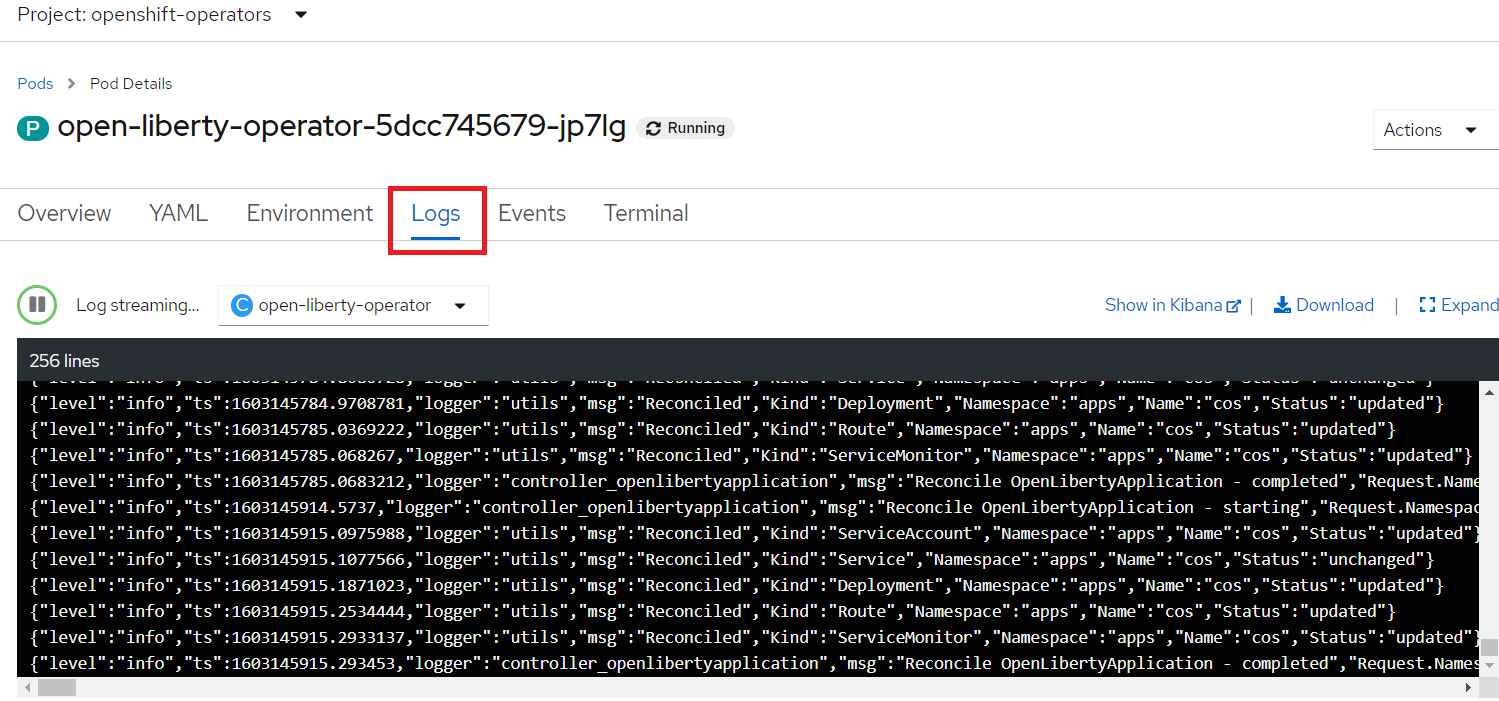 Project: openshift-operators
Pods > Pod Details
P open-liberty-operator-5dcc745679-jp7lg Running
Actions
Overview YAML Environment Logs Events Terminal
Log streaming... C open-liberty-operator Show in Kibana | Download | Expand
256 lines
{"level":"info","ts":1603145784.9708781,"logger":"utils","msg":"Reconciled","Kind":"Deployment","Namespace":"apps","Name":"cos","Status":"updated"}
{"level":"info","ts":1603145785.0369222,"logger":"utils","msg":"Reconciled","Kind":"Route","Namespace":"apps","Name":"cos","Status":"updated"}
{"level":"info","ts":1603145785.068267,"logger":"utils","msg":"Reconciled","Kind":"ServiceMonitor","Namespace":"apps","Name":"cos","Status":"updated"}
{"level":"info","ts":1603145785.0683212,"logger":"controller_openlibertyapplication","msg":"Reconcile OpenLibertyApplication - completed","Request.Name
{"level":"info","ts":1603145914.5737,"logger":"controller_openlibertyapplication","msg":"Reconcile OpenLibertyApplication - starting","Request.Namespac
{"level":"info","ts":1603145915.0975988,"logger":"utils","msg":"Reconciled","Kind":"ServiceAccount","Namespace":"apps","Name":"cos","Status":"updated"}
{"level":"info","ts":1603145915.1077566,"logger":"utils","msg":"Reconciled","Kind":"Service","Namespace":"apps","Name":"cos","Status":"unchanged"}
{"level":"info","ts":1603145915.1871023,"logger":"utils","msg":"Reconciled","Kind":"Deployment","Namespace":"apps","Name":"cos","Status":"updated"}
{"level":"info","ts":1603145915.2534444,"logger":"utils","msg":"Reconciled","Kind":"Route","Namespace":"apps","Name":"cos","Status":"updated"}
{"level":"info","ts":1603145915.2933137,"logger":"utils","msg":"Reconciled","Kind":"ServiceMonitor","Namespace":"apps","Name":"cos","Status":"updated"}
{"level":"info","ts":1603145915.293453,"logger":"controller_openlibertyapplication","msg":"Reconcile OpenLibertyApplication - completed","Request.Names